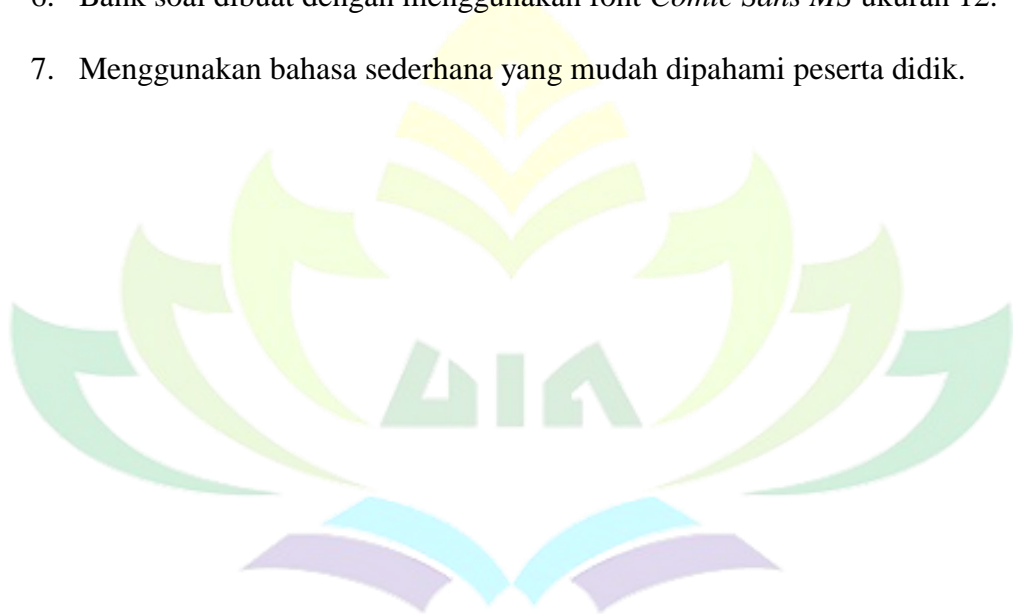 6. Bank soal dibuat dengan menggunakan font Comic Sans MS ukuran 12.
7. Menggunakan bahasa sederhana yang mudah dipahami peserta didik.
UIN